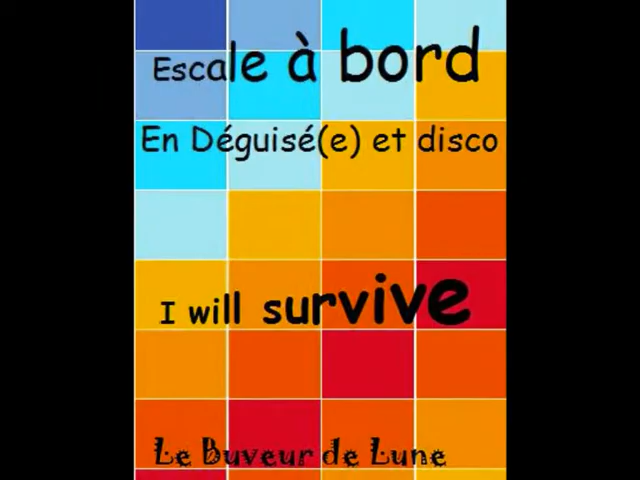 Escale à bord
En Déguisé(e) et disco
I will survive
Le Buveur de Lune